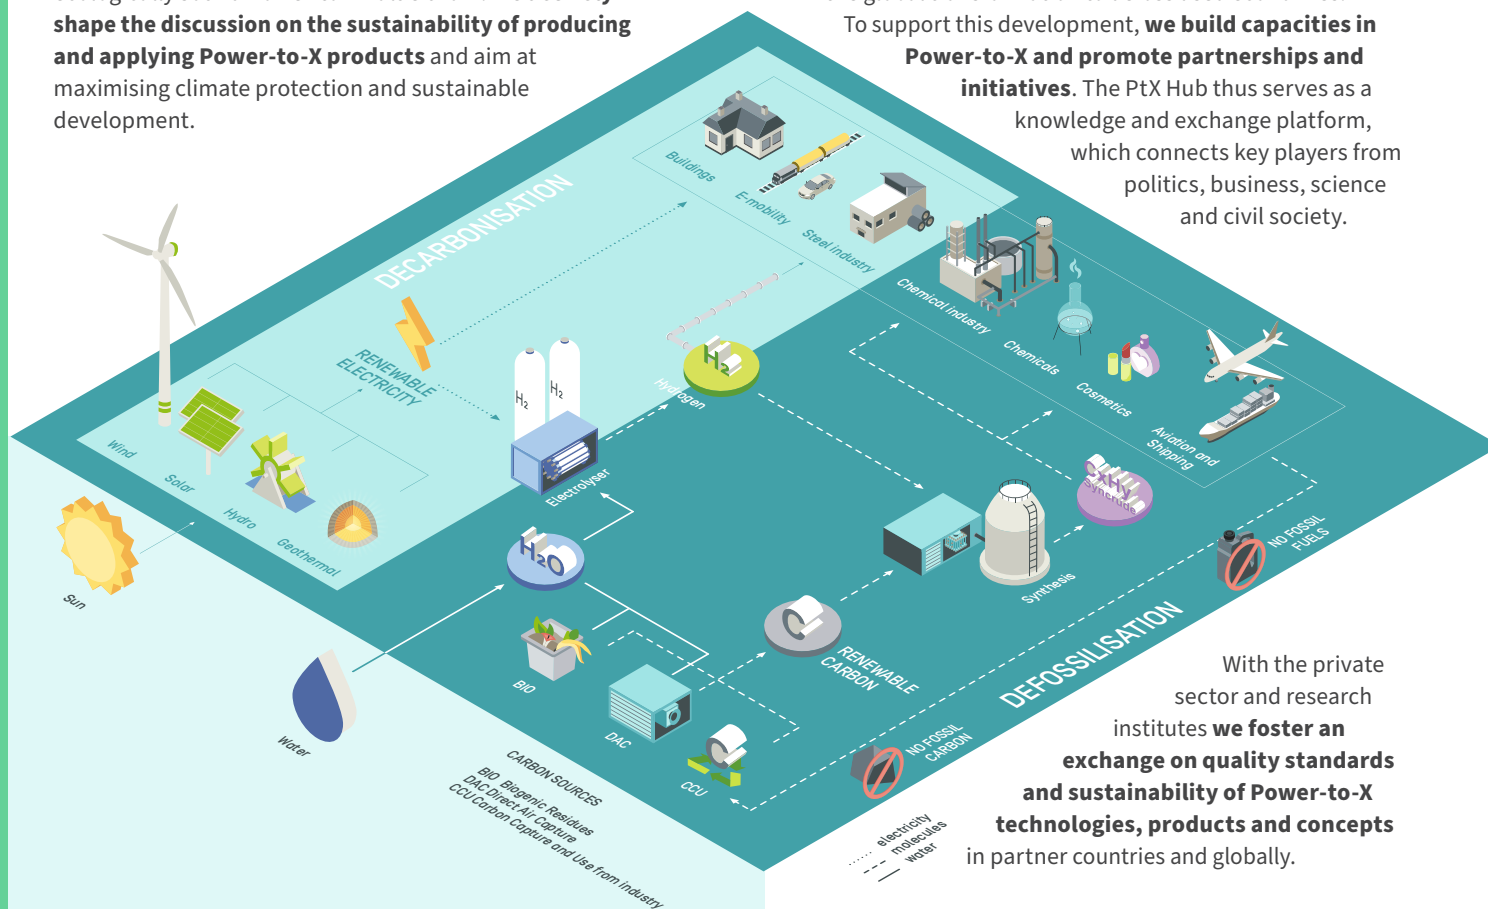 shape the discussion on the sustainability of producing
and applying Power-to-X products and aim at
maximising climate protection and sustainable
development.
To support this development, we build capacities in
Power-to-X and promote partnerships and
initiatives. The PtX Hub thus serves as a
knowledge and exchange platform,
which connects key players from
politics, business, science
and civil society.
DECARBONISATION
Buildings
E-mobility
Steel industry
Chemical industry
Chemicals
Cosmetics
Aviation and
Shipping
RENEWABLE
ELECTRICITY
H2
H2
H2
Hydrogen
Wind
Solar
Hydro
Geothermal
Electrolyser
Sun
H2O
CxHy
Syncrude
Synthesis
NO FOSSIL
FUELS
Water
BIO
DAC
CCU
RENEWABLE
CARBON
C
C
DEFOSSILISATION
NO FOSSIL
CARBON
CARBON SOURCES
BIO Biogenic Residues
DAC Direct Air Capture
CCU Carbon Capture and Use from industry
electricity
molecules
water
With the private
sector and research
institutes we foster an
exchange on quality standards
and sustainability of Power-to-X
technologies, products and concepts
in partner countries and globally.